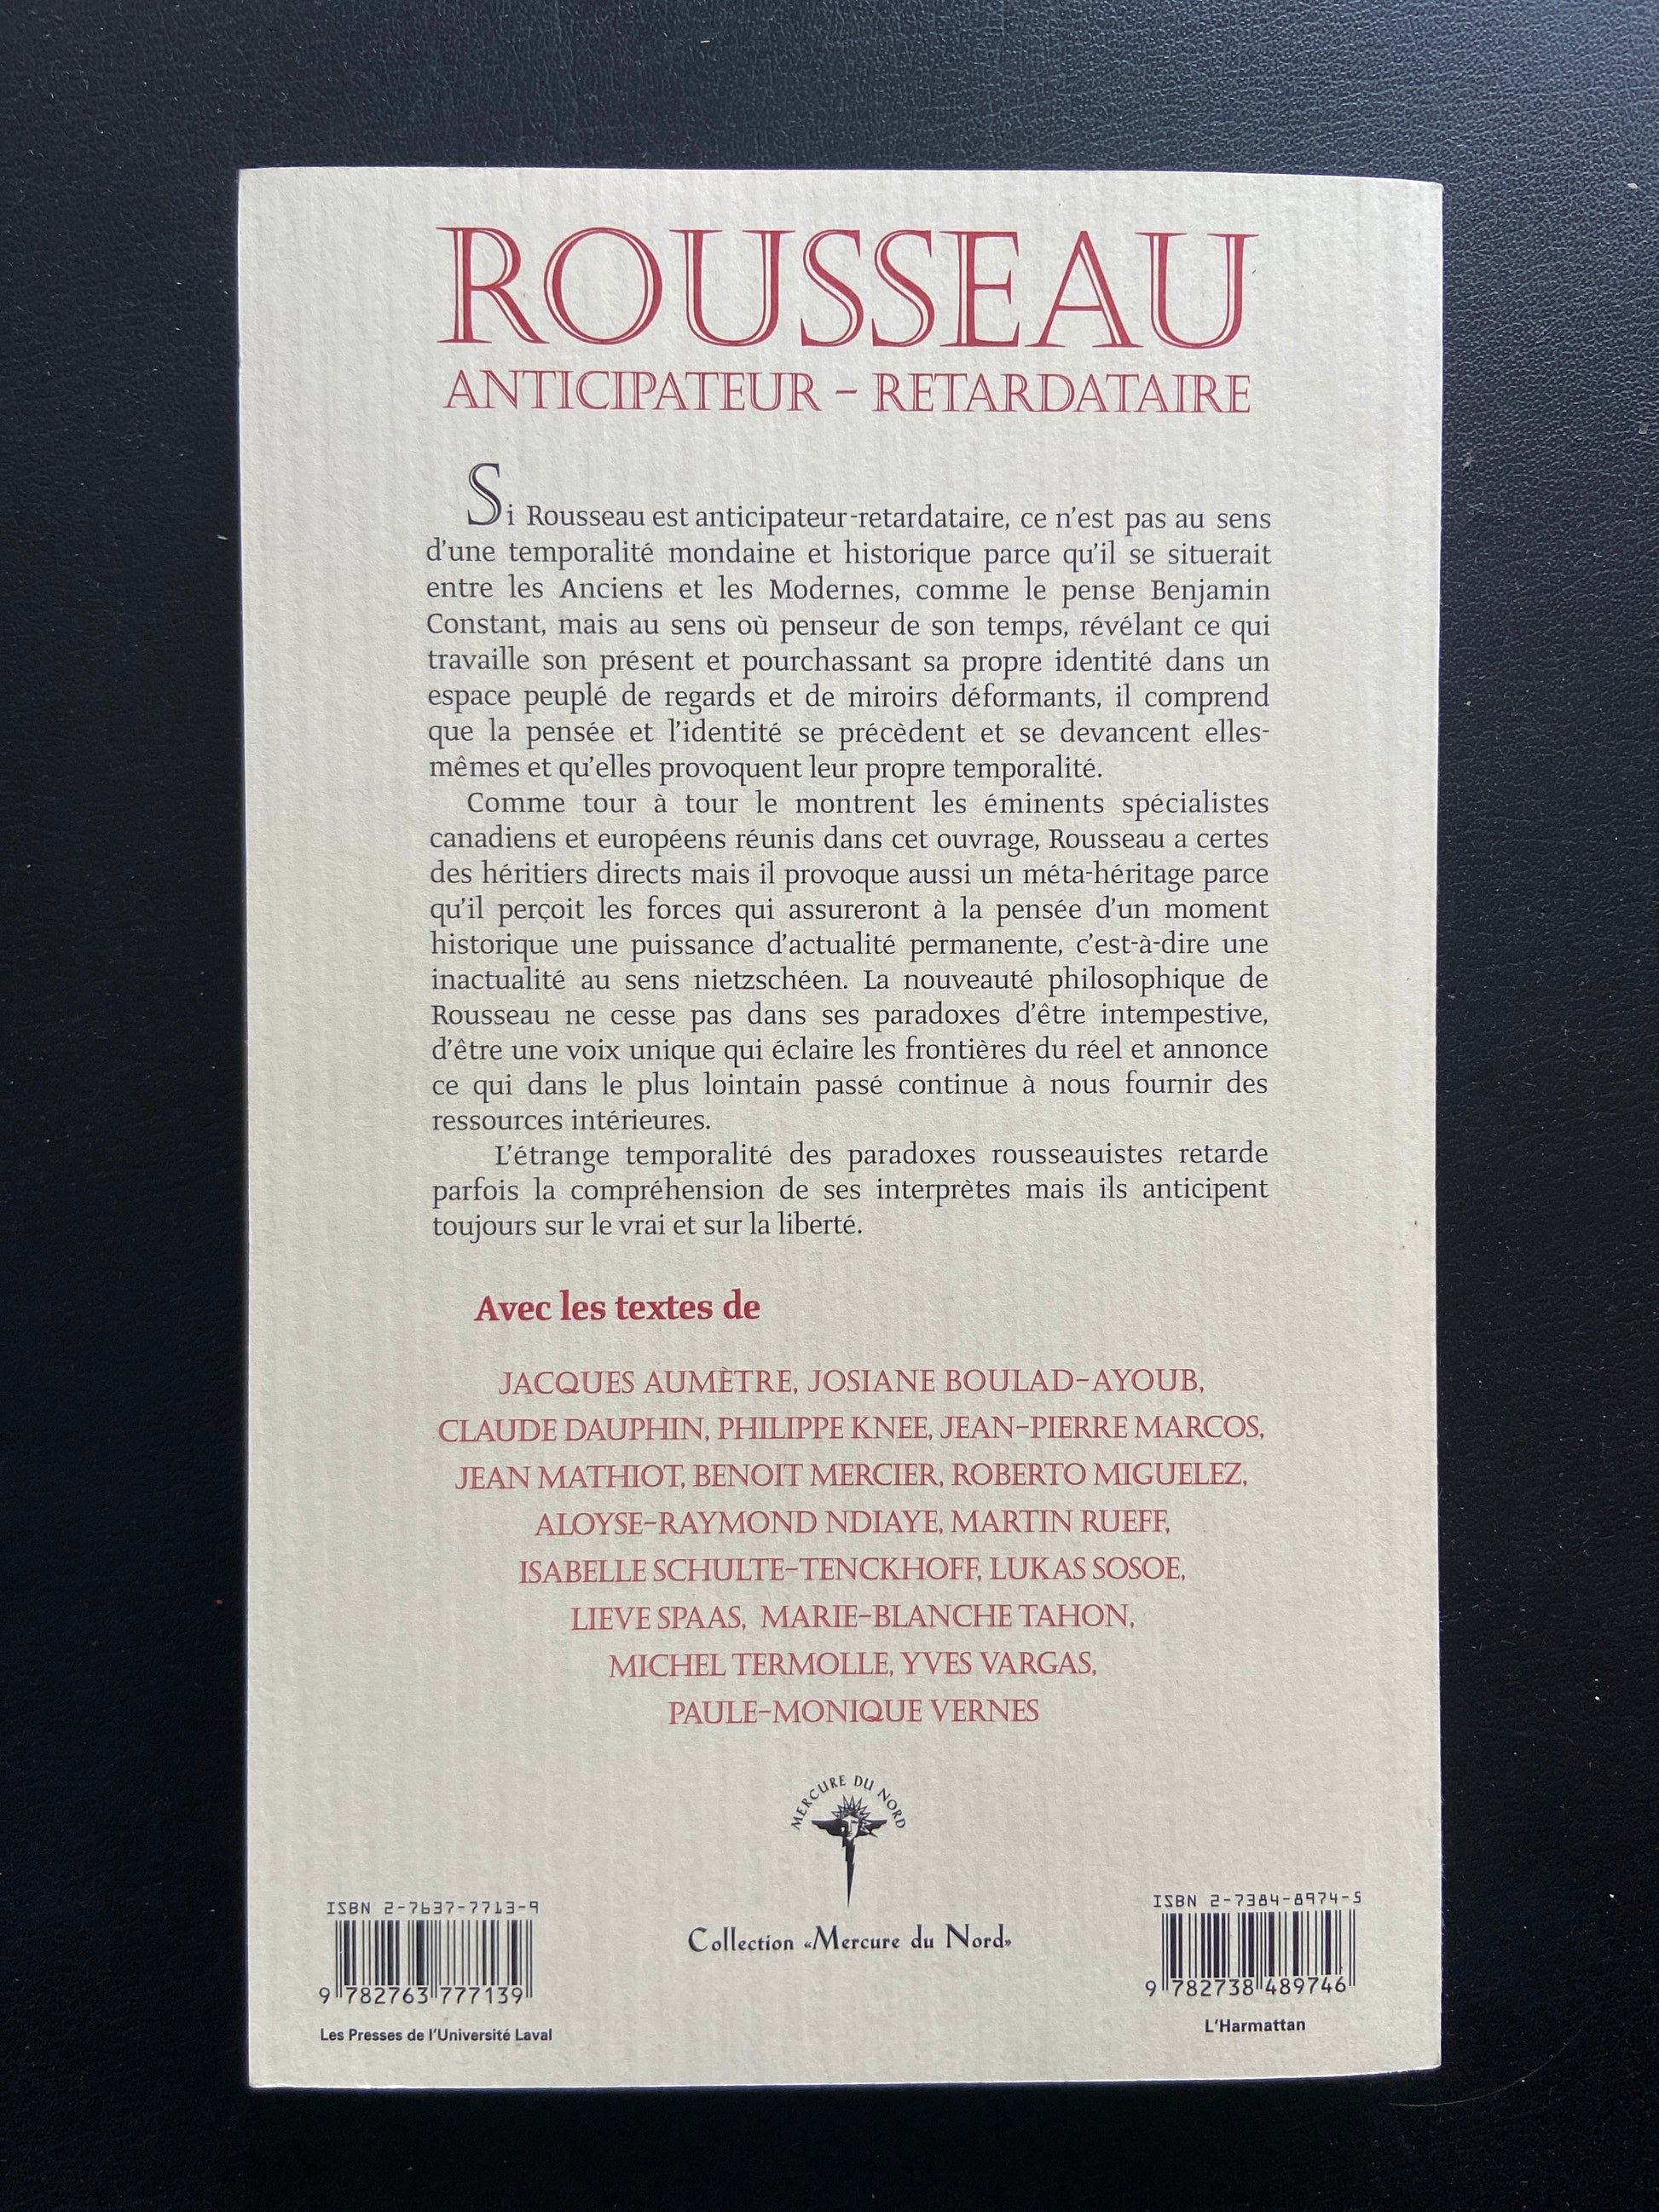 ROUSSEAU
ANTICIPATEUR – RETARDATAIRE
Si Rousseau est anticipateur-retardataire, ce n'est pas au sens
d'une temporalité mondaine et historique parce qu'il se situerait
entre les Anciens et les Modernes, comme le pense Benjamin
Constant, mais au sens où penseur de son temps, révélant ce qui
travaille son présent et pourchassant sa propre identité dans un
espace peuplé de regards et de miroirs déformants, il comprend
que la pensée et l'identité se précèdent et se devancent elles-
mêmes et qu'elles provoquent leur propre temporalité.
Comme tour à tour le montrent les éminents spécialistes
canadiens et européens réunis dans cet ouvrage, Rousseau a certes
des héritiers directs mais il provoque aussi un méta-héritage parce
qu'il perçoit les forces qui assureront à la pensée d'un moment
historique une puissance d'actualité permanente, c'est-à-dire une
inactualité au sens nietzschéen. La nouveauté philosophique de
Rousseau ne cesse pas dans ses paradoxes d'être intempestive,
d'être une voix unique qui éclaire les frontières du réel et annonce
ce qui dans le plus lointain passé continue à nous fournir des
ressources intérieures.
L'étrange temporalité des paradoxes rousseauistes retarde
parfois la compréhension de ses interprètes mais ils anticipent
toujours sur le vrai et sur la liberté.
Avec les textes de
JACQUES AUMÈTRE, JOSIANE BOULAD-AYOUB,
CLAUDE DAUPHIN, PHILIPPE KNEE, JEAN-PIERRE MARCOS,
JEAN MATHIOT, BENOIT MERCIER, ROBERTO MIGUELEZ,
ALOYSE-RAYMOND NDIAYE, MARTIN RUEFF,
ISABELLE SCHULTE-TENCKHOFF, LUKAS SOSOE,
LIEVE SPAAS, MARIE-BLANCHE TAHON,
MICHEL TERMOLLE, YVES VARGAS,
PAULE-MONIQUE VERNES
MERCURE DU NORD
Collection «Mercure du Nord»
ISBN 2-7637-7713-9
9 782763 777139
Les Presses de l'Université Laval
ISBN 2-7384-8974-5
9 782738 489746
L'Harmattan